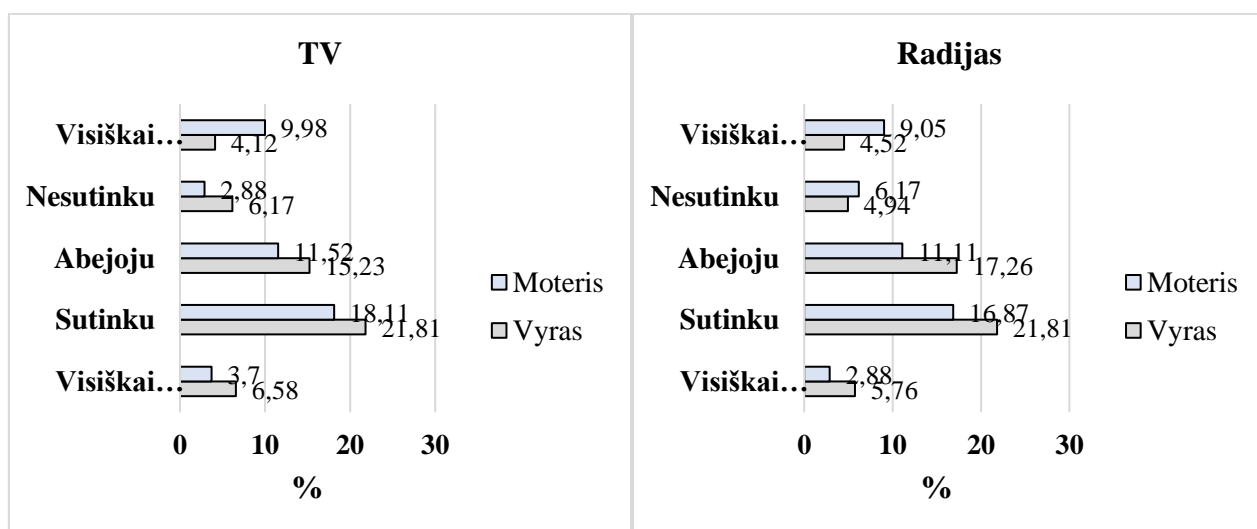 TV
Visiškai…
9,98
4,12
Nesutinku
2,88
6,17
Abejoju
11,52
15,23
Sutinku
18,11
21,81
Visiškai…
3,7
6,58
0 10 20 30
%
Moteris
Vyras
Radijas
Visiškai…
9,05
4,52
Nesutinku
6,17
4,94
Abejoju
11,11
17,26
Sutinku
16,87
21,81
Visiškai…
2,88
5,76
0 10 20 30
%
Moteris
Vyras